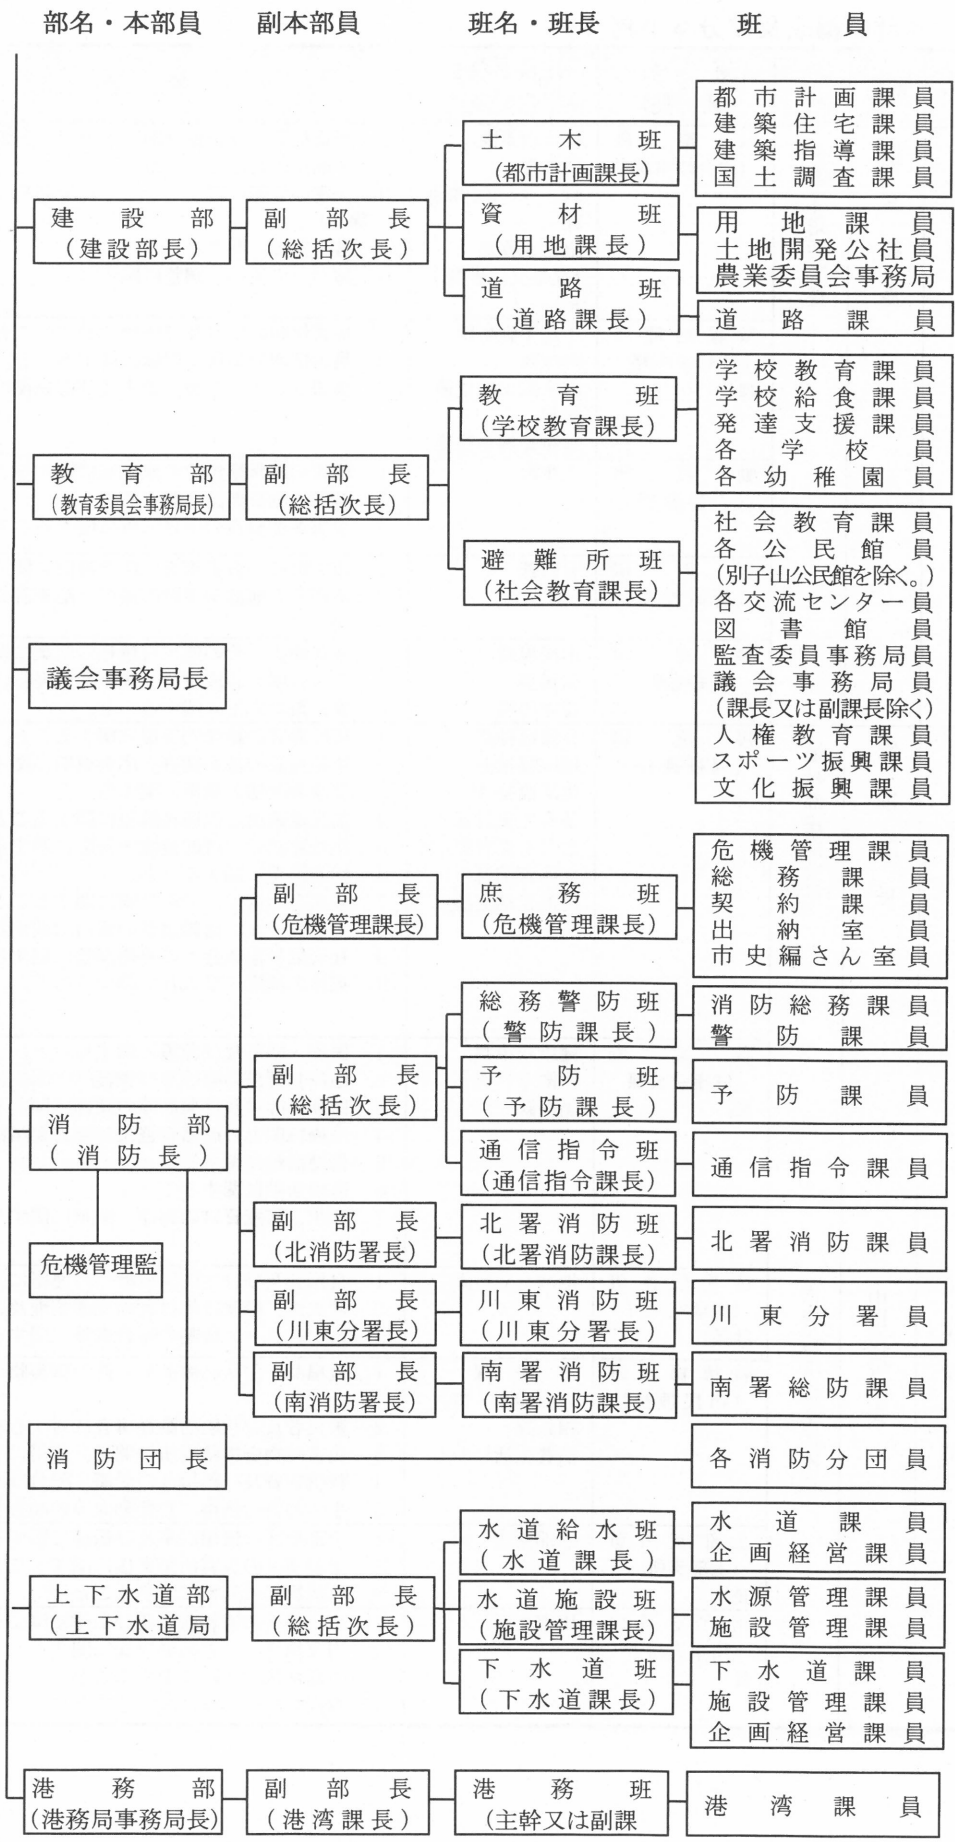 部名・本部員 副本部員 班名・班長 班員
建設部
(建設部長)
副部長
(総括次長)
土木班
(都市計画課長)
都市計画課員
建築住宅課員
建築指導課員
国土調査課員
資材班
(用地課長)
用地課員
土地開発公社員
農業委員会事務局
道路班
(道路課長)
道路課員
教育部
(教育委員会事務局長)
副部長
(総括次長)
教育班
(学校教育課長)
学校教育課員
学校給食課員
発達支援課員
各学校員
各幼稚園員
避難所班
(社会教育課長)
社会教育課員
各公民館員
(別子山公民館を除く。)
各交流センター員
図書館員
監査委員事務局員
議会事務局員
(課長又は副課長除く)
人権教育課員
スポーツ振興課員
文化振興課員
議会事務局長
消防部
(消防長)
危機管理監
副部長
(危機管理課長)
庶務班
(危機管理課長)
危機管理課員
総務課員
契約課員
出納室員
市史編さん室員
副部長
(総括次長)
総務警防班
(警防課長)
消防総務課員
警防課員
予防班
(予防課長)
予防課員
通信指令班
(通信指令課長)
通信指令課員
副部長
(北消防署長)
北署消防班
(北署消防課長)
北署消防課員
副部長
(川東分署長)
川東消防班
(川東分署長)
川東分署員
副部長
(南消防署長)
南署消防班
(南署消防課長)
南署総防課員
消防団長
各消防分団員
上下水道部
(上下水道局
副部長
(総括次長)
水道給水班
(水道課長)
水道課員
企画経営課員
水道施設班
(施設管理課長)
水源管理課員
施設管理課員
下水道班
(下水道課長)
下水道課員
施設管理課員
企画経営課員
港務部
(港務局事務局長)
副部長
(港湾課長)
港務班
(主幹又は副課
港湾課員